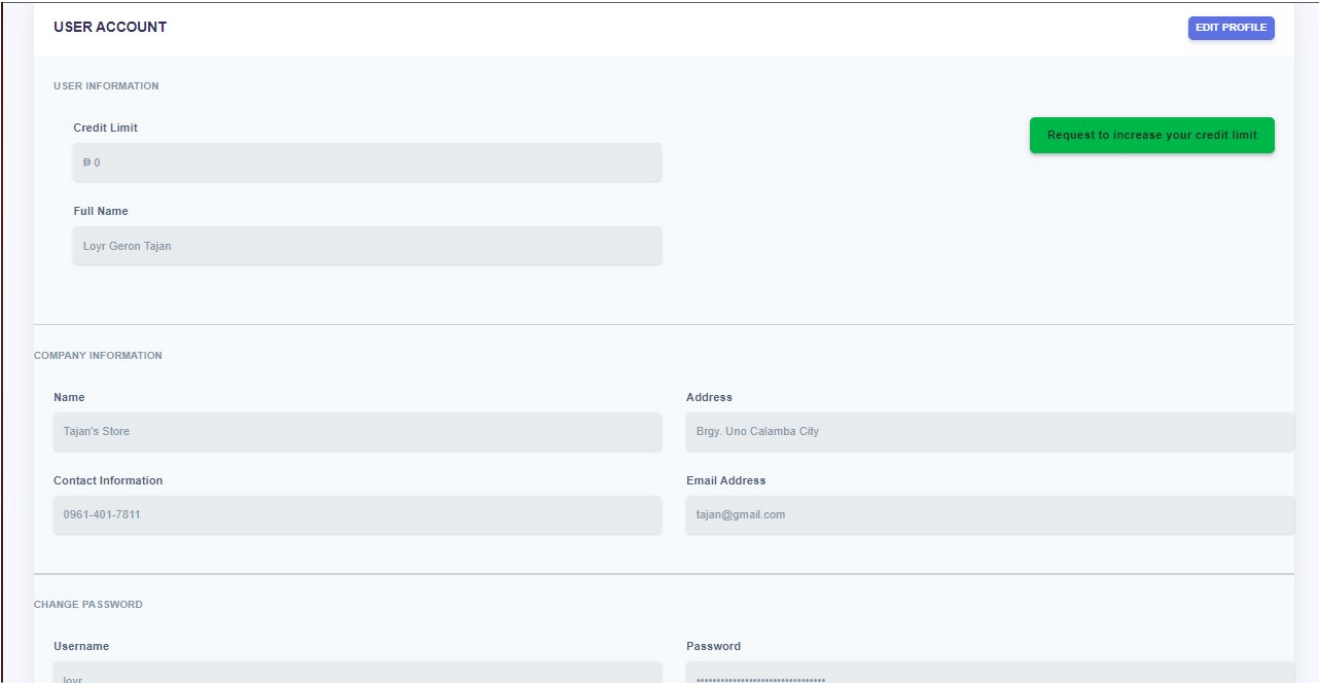 USER ACCOUNT
EDIT PROFILE
USER INFORMATION
Credit Limit
Request to increase your credit limit
₱ 0
Full Name
Loyr Geron Tajan
COMPANY INFORMATION
Name
Address
Tajan's Store
Brgy. Uno Calamba City
Contact Information
Email Address
0961-401-7811
tajan@gmail.com
CHANGE PASSWORD
Username
Password
loyr